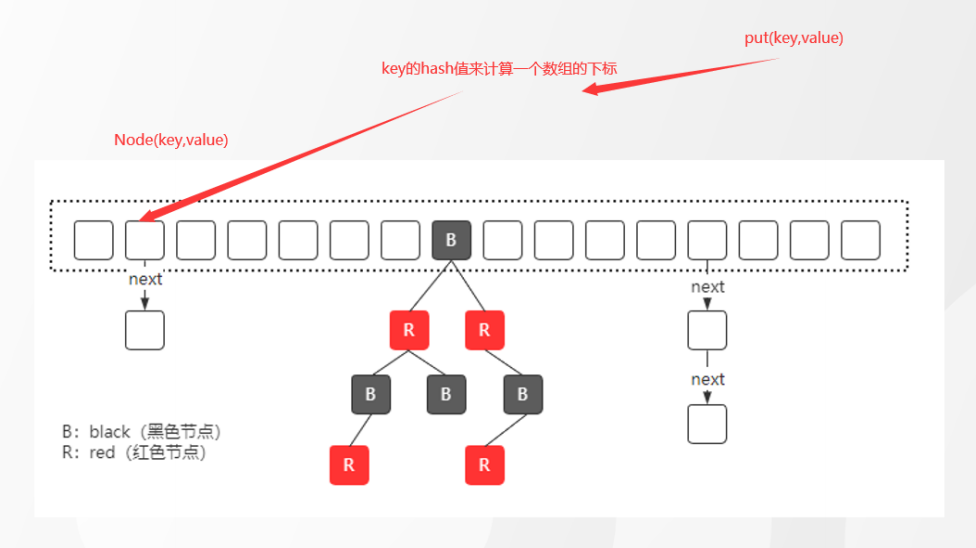 put(key,value)
key的hash值来计算一个数组的下标
Node(key,value)
B
next
next
R
R
B
B
B
next
B：black（黑色节点）
R：red（红色节点）
R
R